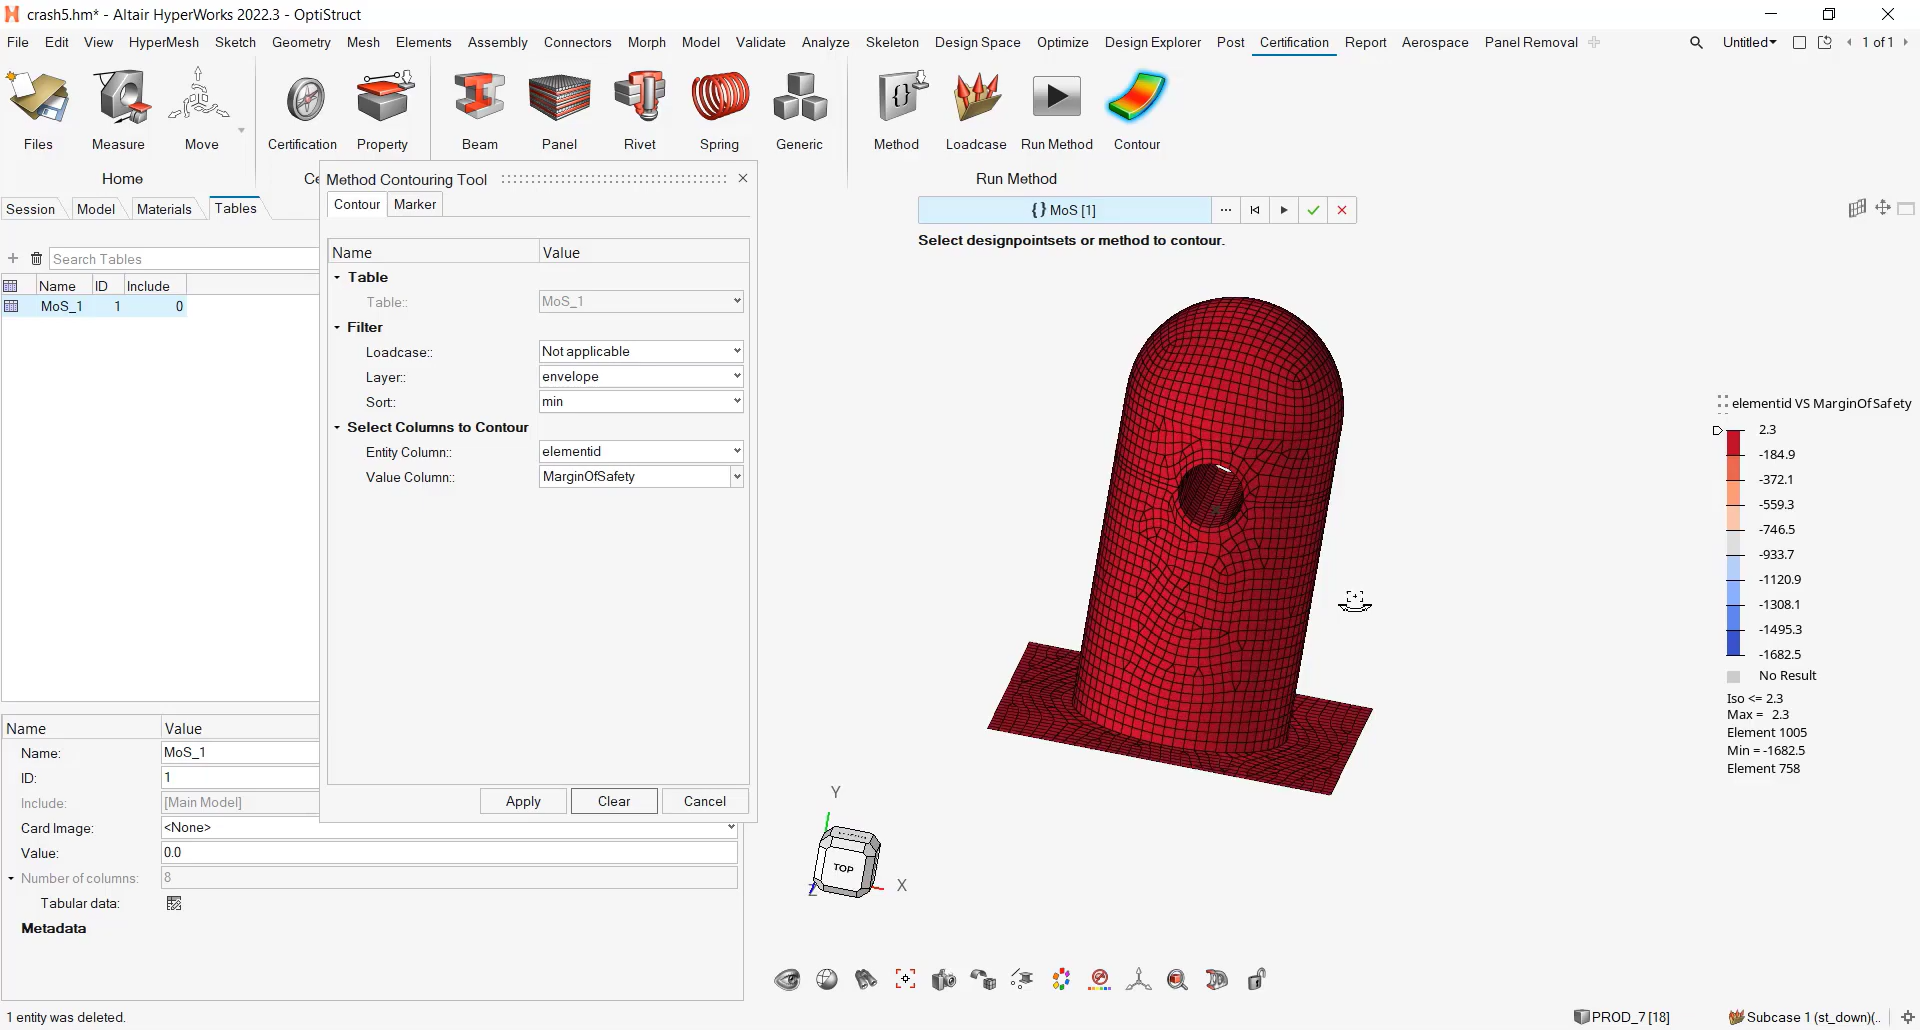 crash5.hm* - Altair HyperWorks 2022.3 - OptiStruct
File Edit View HyperMesh Sketch Geometry Mesh Elements Assembly Connectors Morph Model Validate Analyze Skeleton Design Space Optimize Design Explorer Post Certification Report Aerospace Panel Removal Untitled 1 of 1
Files Measure Move Certification Property Beam Panel Rivet Spring Generic Method Loadcase Run Method Contour
Home Ce Run Method
Method Contouring Tool
Session Model Materials Tables
Contour Marker
{} MoS [1]
Select designpointsets or method to contour.
Search Tables
Name ID Include
MoS_1 1 0
Name Value
Table
Table:: MoS_1
Filter
Loadcase:: Not applicable
Layer:: envelope
Sort:: min
Select Columns to Contour
Entity Column:: elementid
Value Column:: MarginOfSafety
Apply Clear Cancel
elementid VS MarginOfSafety
2.3
-184.9
-372.1
-559.3
-746.5
-933.7
-1120.9
-1308.1
-1495.3
-1682.5
No Result
Iso <= 2.3
Max = 2.3
Element 1005
Min = -1682.5
Element 758
Name Value
Name: MoS_1
ID: 1
Include: [Main Model]
Card Image: <None>
Value: 0.0
Number of columns: 8
Tabular data:
Metadata
Y
TOP
Z X
1 entity was deleted.
PROD_7 [18] Subcase 1 (st_down)(..